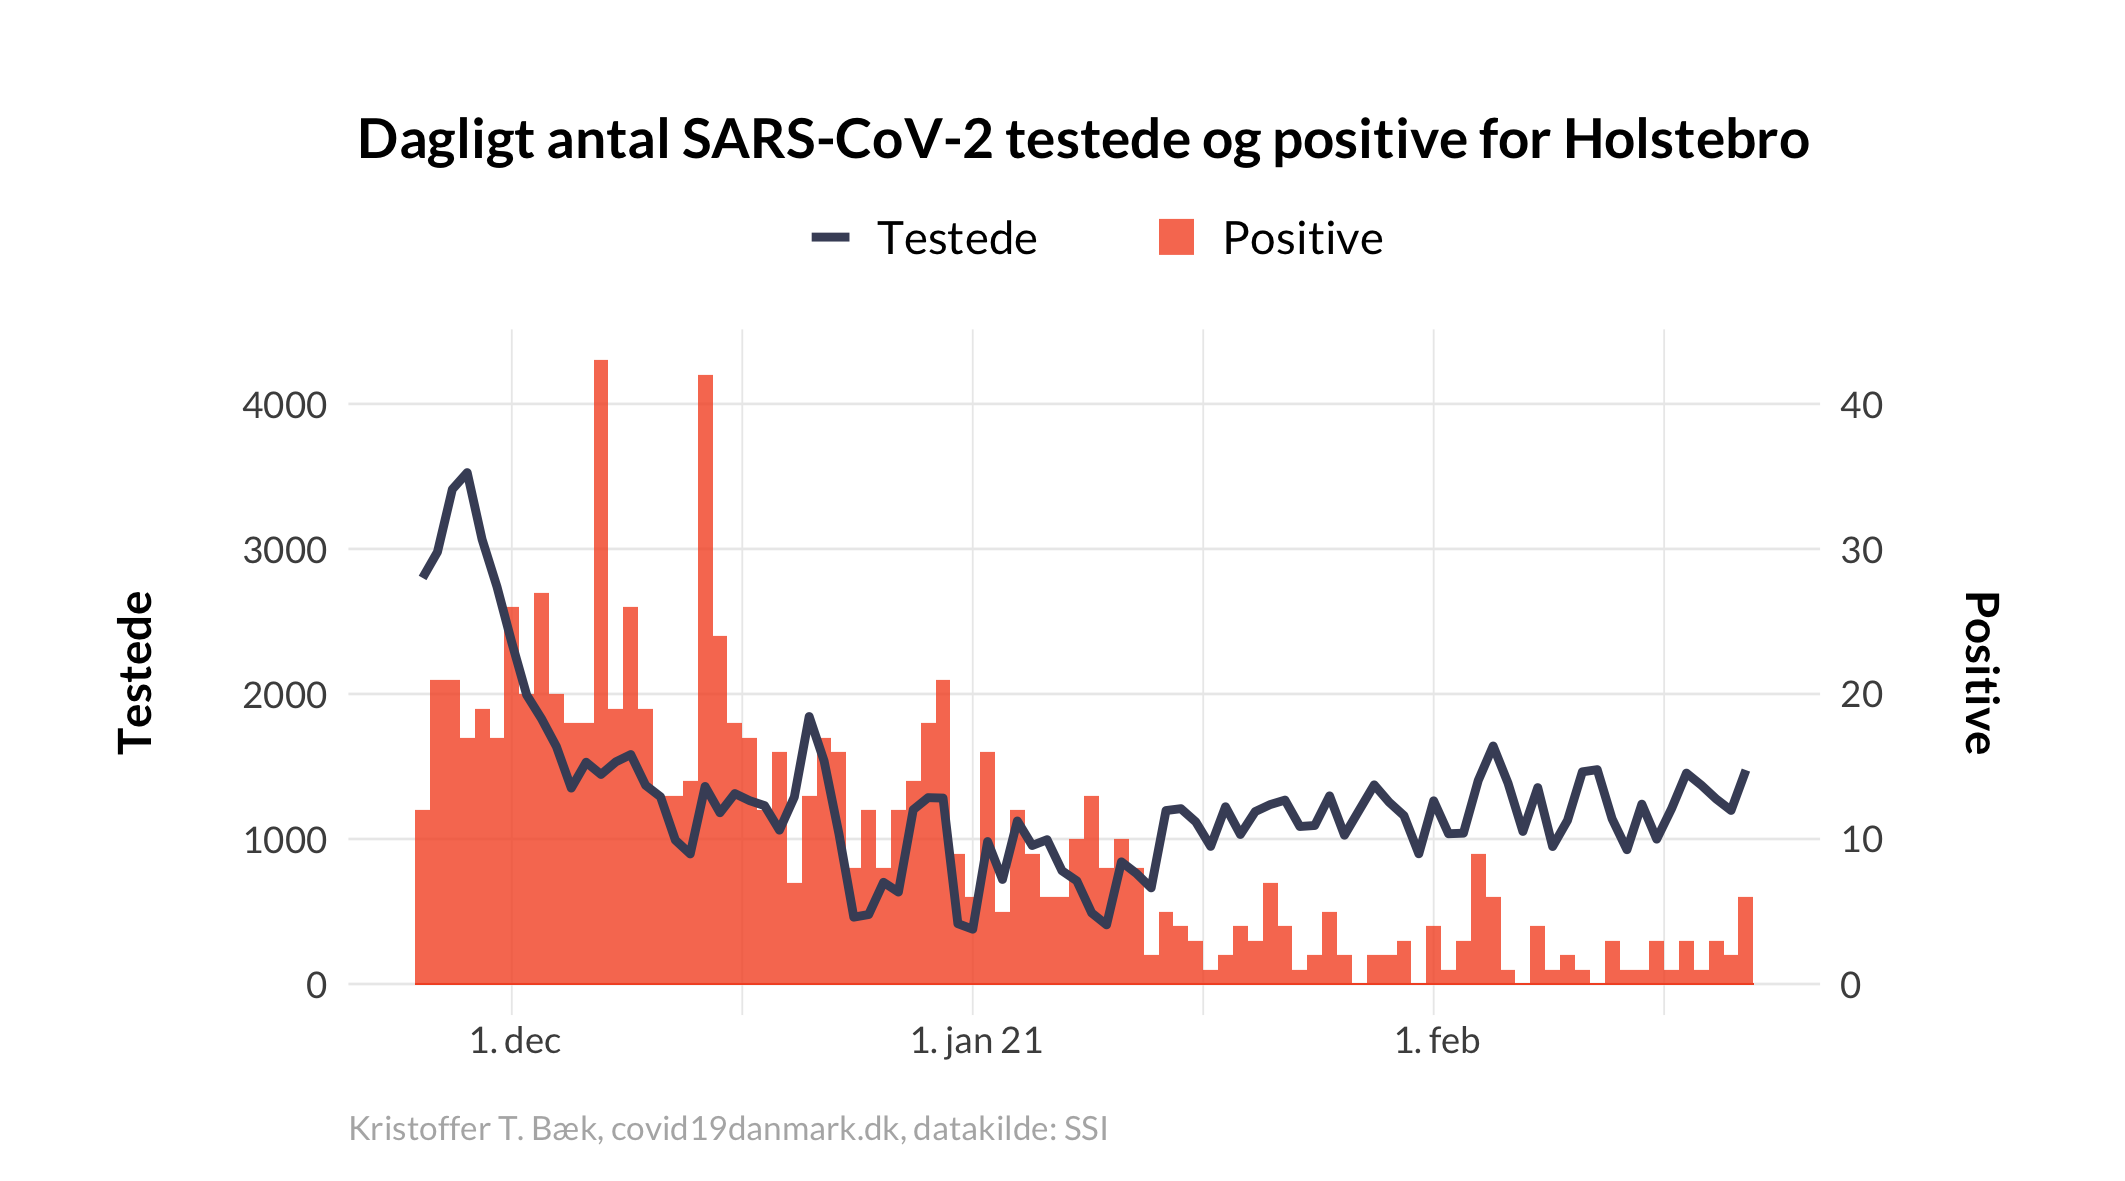 Dagligt antal SARS-CoV-2 testede og positive for Holstebro
Testede
Positive
4000
3000
2000
1000
0
40
30
20
10
0
Testede
Positive
1. dec
1. jan 21
1. feb
Kristoffer T. Bæk, covid19danmark.dk, datakilde: SSI